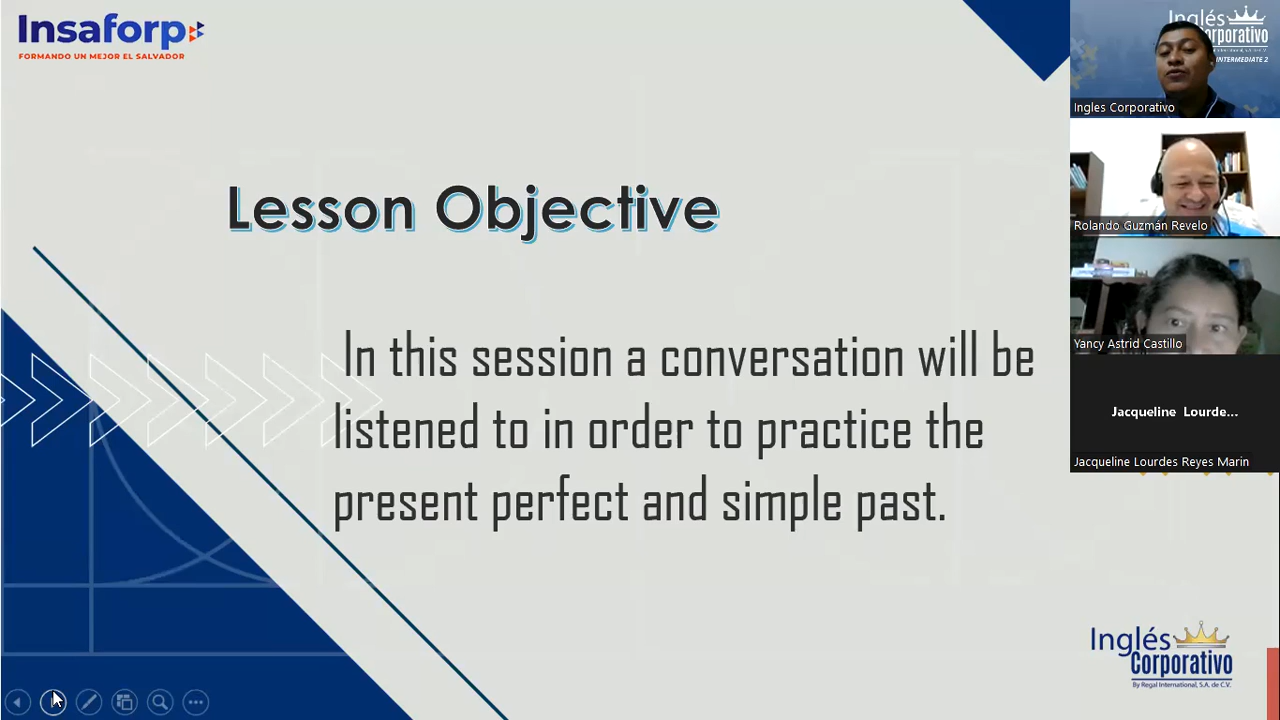 Insaforp
FORMANDO UN MEJOR EL SALVADOR
Lesson Objective
In this session a conversation will be
listened to in order to practice the
present perfect and simple past.
Inglés
Corporativo
INTERMEDIATE 2
Ingles Corporativo
Rolando Guzmán Revelo
Yancy Astrid Castillo
Jacqueline Lourde...
Jacqueline Lourdes Reyes Marin
Inglés
Corporativo
By Regal International, S.A. de C.V.